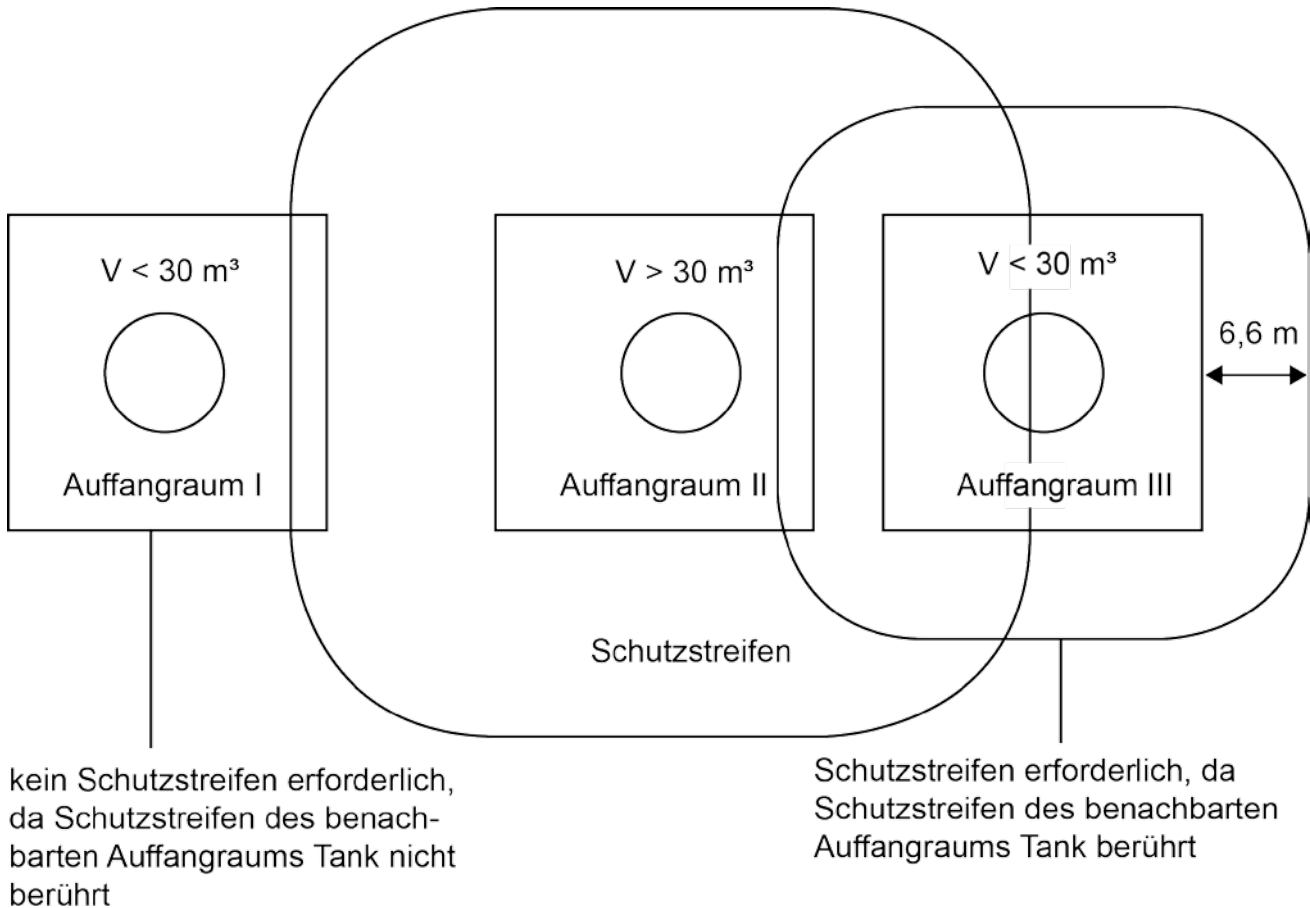 V < 30 m³
V > 30 m³
V < 30 m³
6,6 m
Auffangraum I
Auffangraum II
Auffangraum III
Schutzstreifen
kein Schutzstreifen erforderlich,
da Schutzstreifen des benach-
barten Auffangraums Tank nicht
berührt
Schutzstreifen erforderlich, da
Schutzstreifen des benachbarten
Auffangraums Tank berührt